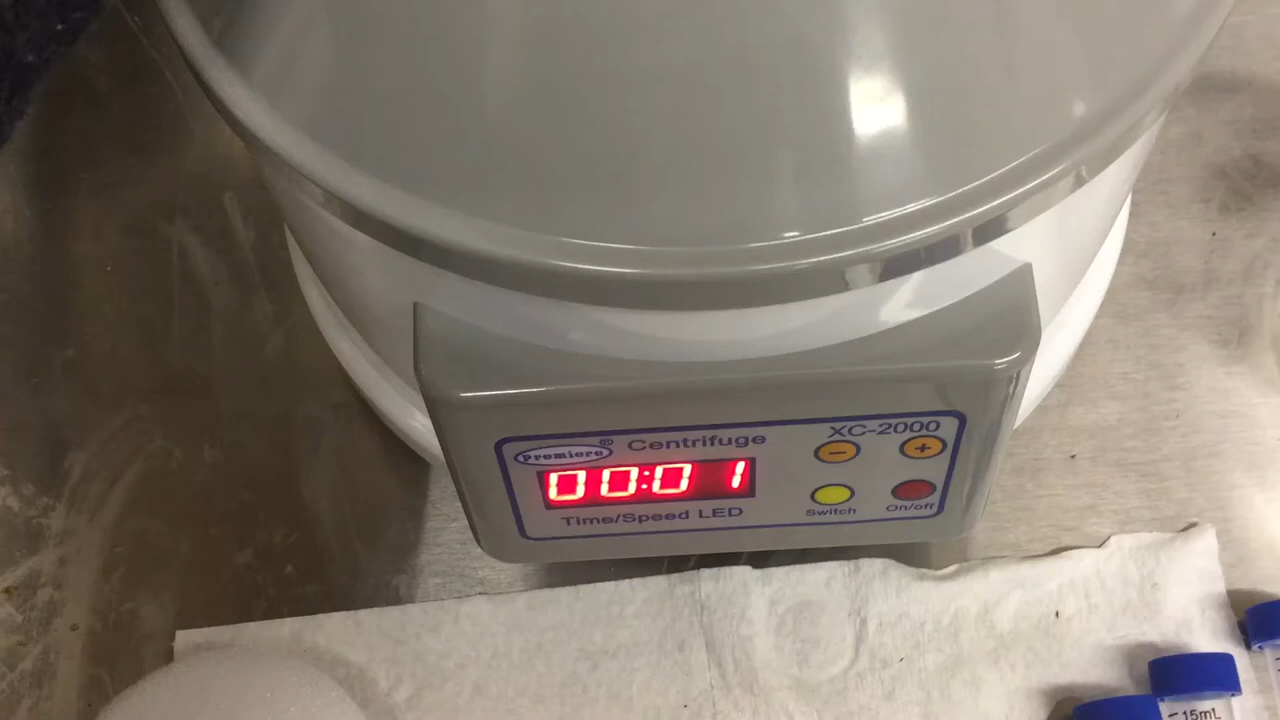 Premiere® Centrifuge XC-2000
− +
00:01
Time/Speed LED
Switch On/off
15mL